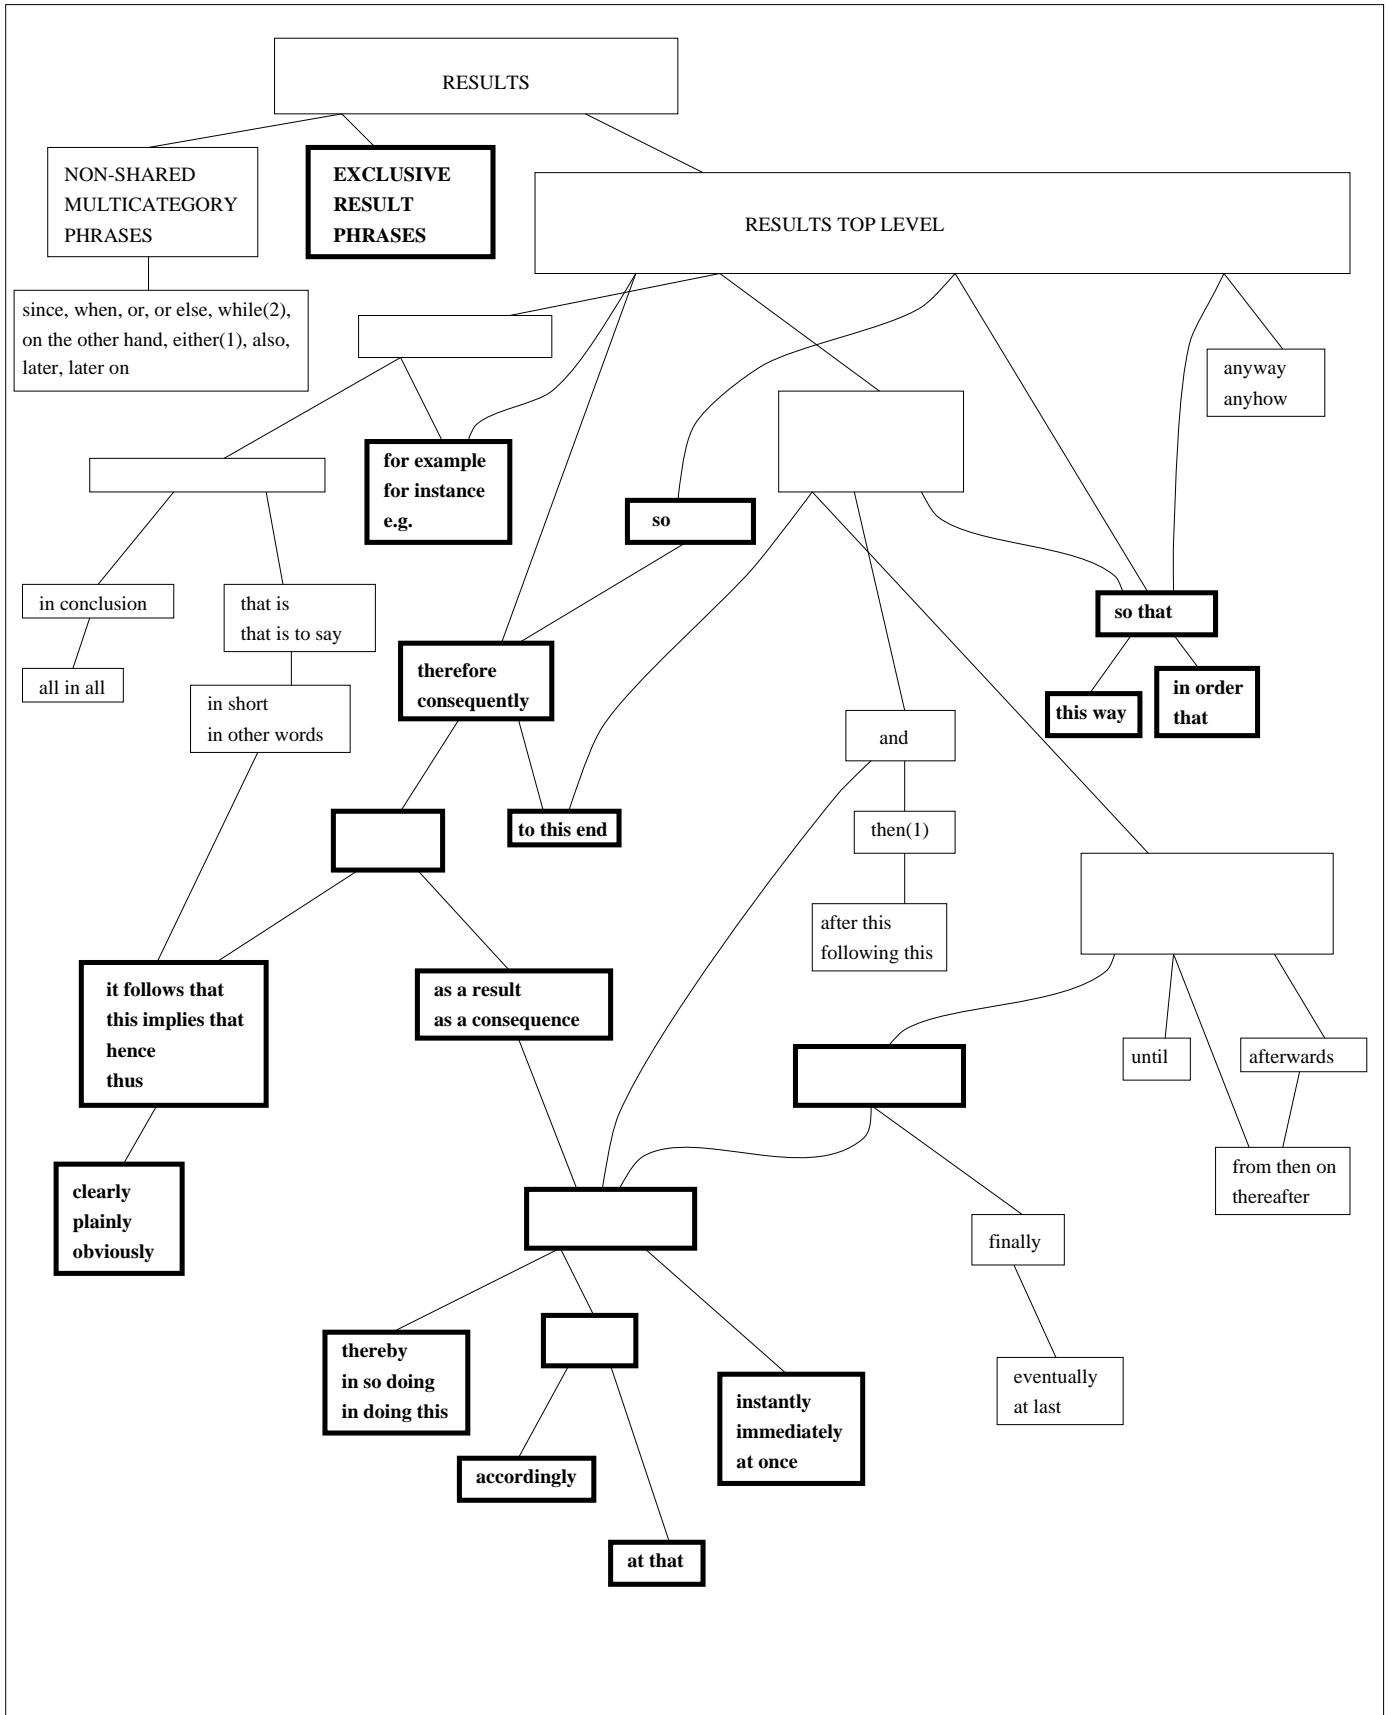 RESULTS
NON-SHARED
MULTICATEGORY
PHRASES
EXCLUSIVE
RESULT
PHRASES
RESULTS TOP LEVEL
since, when, or, or else, while(2),
on the other hand, either(1), also,
later, later on
anyway
anyhow
for example
for instance
e.g.
so
in conclusion
that is
that is to say
so that
all in all
therefore
consequently
in short
in other words
this way
in order
that
and
to this end
then(1)
after this
following this
it follows that
this implies that
hence
thus
as a result
as a consequence
until
afterwards
from then on
thereafter
clearly
plainly
obviously
finally
thereby
in so doing
in doing this
instantly
immediately
at once
eventually
at last
accordingly
at that